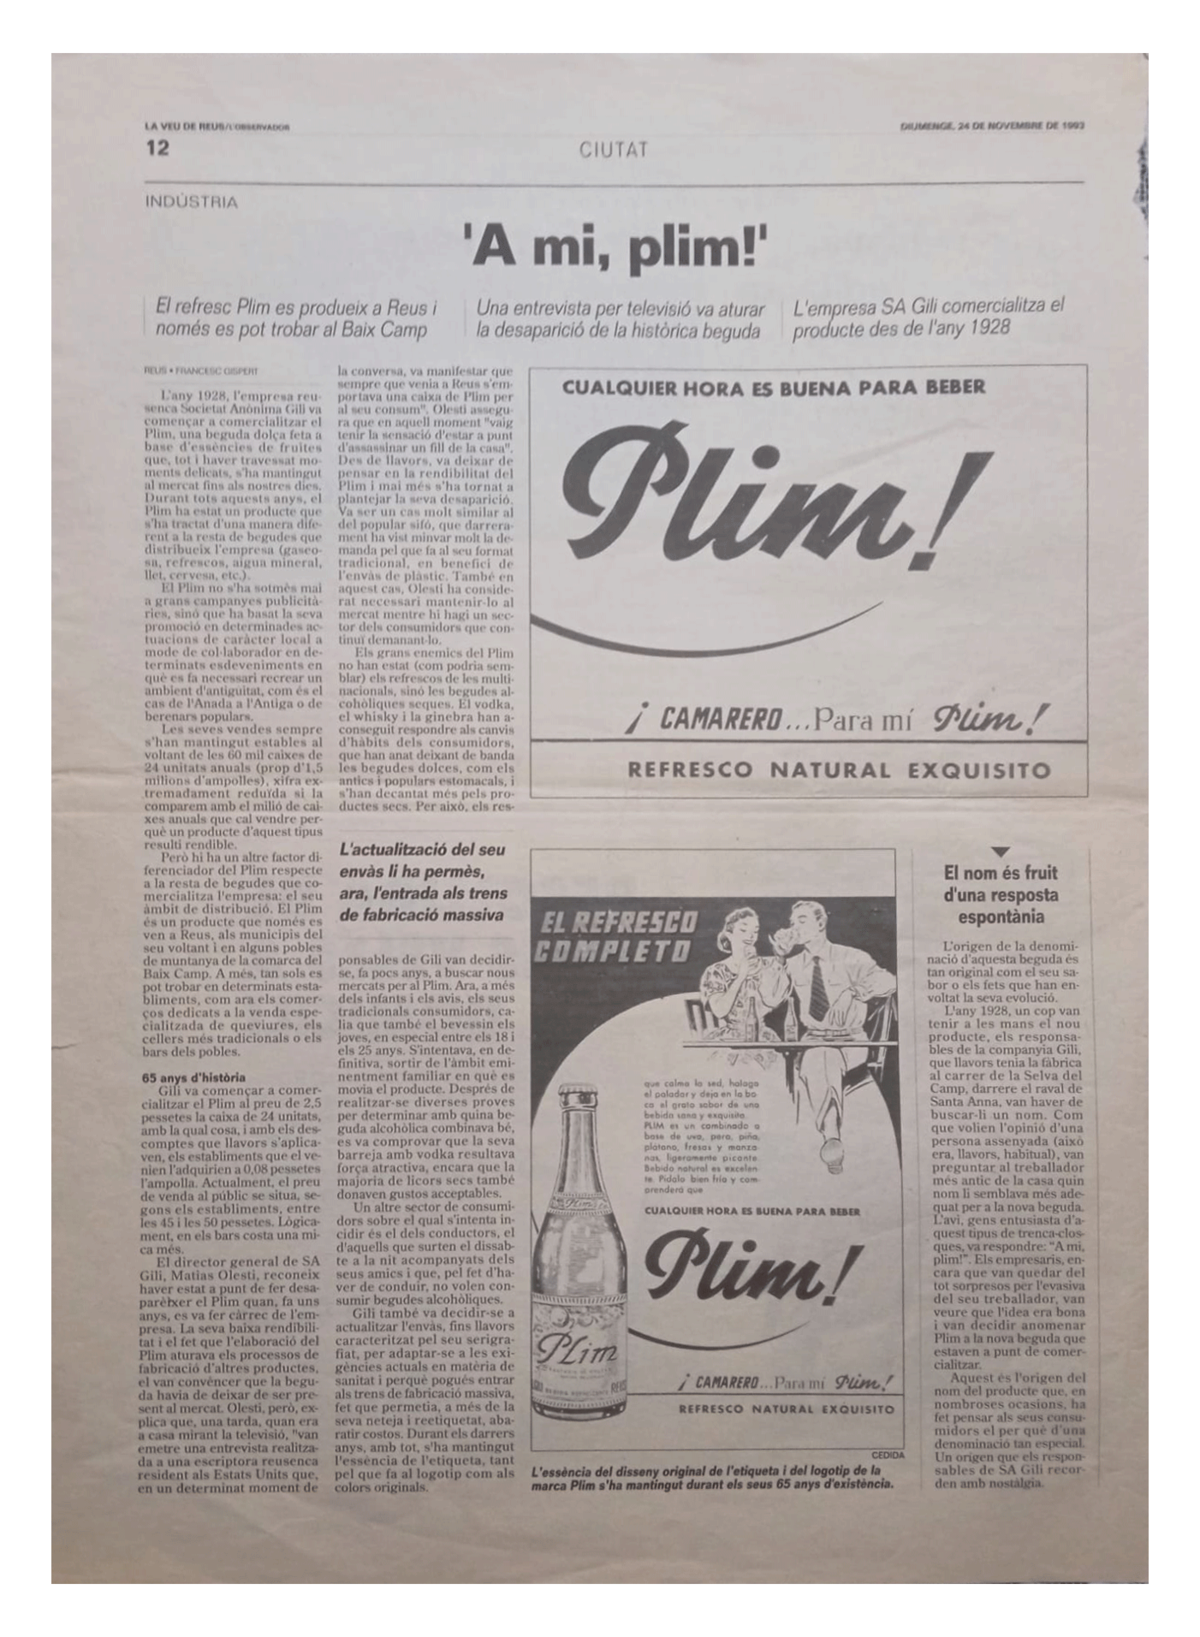 LA VEU DE REUS/L'OBSERVADOR
DIUMENGE, 24 DE NOVEMBRE DE 1993
12
CIUTAT
INDÚSTRIA
'A mi, plim!'
El refresc Plim es produeix a Reus i
només es pot trobar al Baix Camp
Una entrevista per televisió va aturar
la desaparició de la històrica beguda
L'empresa SA Gili comercialitza el
producte des de l'any 1928
REUS • FRANCESC GISPERT
L'any 1928, l'empresa reu-
senca Societat Anònima Gili va
començar a comercialitzar el
Plim, una beguda dolça feta a
base d'essències de fruites
que, tot i haver travessat mo-
ments delicats, s'ha mantingut
al mercat fins als nostres dies.
Durant tots aquests anys, el
Plim ha estat un producte que
s'ha tractat d'una manera dife-
rent a la resta de begudes que
distribueix l'empresa (gaseo-
sa, refrescos, aigua mineral,
llet, cervesa, etc.).
El Plim no s'ha sotmès mai
a grans campanyes publicità-
ries, sinó que ha basat la seva
promoció en determinades ac-
tuacions de caràcter local a
mode de col·laborador en de-
terminats esdeveniments en
què es fa necessari recrear un
ambient d'antiguitat, com és el
cas de l'Anada a l'Antiga o de
berenars populars.
Les seves vendes sempre
s'han mantingut estables al
voltant de les 60 mil caixes de
24 unitats anuals (prop d'1,5
milions d'ampolles), xifra ex-
tremadament reduïda si la
comparem amb el milió de cai-
xes anuals que cal vendre per-
què un producte d'aquest tipus
resulti rendible.
Però hi ha un altre factor di-
ferenciador del Plim respecte
a la resta de begudes que co-
mercialitza l'empresa: el seu
àmbit de distribució. El Plim
és un producte que només es
ven a Reus, als municipis del
seu voltant i en alguns pobles
de muntanya de la comarca del
Baix Camp. A més, tan sols es
pot trobar en determinats esta-
bliments, com ara els comer-
ços dedicats a la venda espe-
cialitzada de queviures, els
cellers més tradicionals o els
bars dels pobles.
65 anys d'història
Gili va començar a comer-
cialitzar el Plim al preu de 2,5
pessetes la caixa de 24 unitats,
amb la qual cosa, i amb els des-
comptes que llavors s'aplica-
ven, els establiments que el ve-
nien l'adquirien a 0,08 pessetes
l'ampolla. Actualment, el preu
de venda al públic se situa, se-
gons els establiments, entre
les 45 i les 50 pessetes. Lògica-
ment, en els bars costa una mi-
ca més.
El director general de SA
Gili, Matias Olesti, reconeix
haver estat a punt de fer desa-
parèixer el Plim quan, fa uns
anys, es va fer càrrec de l'em-
presa. La seva baixa rendibili-
tat i el fet que l'elaboració del
Plim aturava els processos de
fabricació d'altres productes,
el van convèncer que la begu-
da havia de deixar de ser pre-
sent al mercat. Olesti, però, ex-
plica que, una tarda, quan era
a casa mirant la televisió, "van
emetre una entrevista realitza-
da a una escriptora reusenca
resident als Estats Units que,
en un determinat moment de
la conversa, va manifestar que
sempre que venia a Reus s'em-
portava una caixa de Plim per
al seu consum". Olesti assegu-
ra que en aquell moment "vaig
tenir la sensació d'estar a punt
d'assassinar un fill de la casa".
Des de llavors, va deixar de
pensar en la rendibilitat del
Plim i mai més s'ha tornat a
plantejar la seva desaparició.
Va ser un cas molt similar al
del popular sifó, que darrera-
ment ha vist minvar molt la de-
manda pel que fa al seu format
tradicional, en benefici de
l'envàs de plàstic. També en
aquest cas, Olesti ha conside-
rat necessari mantenir-lo al
mercat mentre hi hagi un sec-
tor dels consumidors que con-
tinuï demanant-lo.
Els grans enemics del Plim
no han estat (com podria sem-
blar) els refrescos de les multi-
nacionals, sinó les begudes al-
cohòliques seques. El vodka,
el whisky i la ginebra han a-
conseguit respondre als canvis
d'hàbits dels consumidors,
que han anat deixant de banda
les begudes dolces, com els
antics i populars estomacals, i
s'han decantat més pels pro-
ductes secs. Per això, els res-
L'actualització del seu
envàs li ha permès,
ara, l'entrada als trens
de fabricació massiva
ponsables de Gili van decidir-
se, fa pocs anys, a buscar nous
mercats per al Plim. Ara, a més
dels infants i els avis, els seus
tradicionals consumidors, ca-
lia que també el bevessin els
joves, en especial entre els 18 i
els 25 anys. S'intentava, en de-
finitiva, sortir de l'àmbit emi-
nentment familiar en què es
movia el producte. Després de
realitzar-se diverses proves
per determinar amb quina be-
guda alcohòlica combinava bé,
es va comprovar que la seva
barreja amb vodka resultava
força atractiva, encara que la
majoria de licors secs també
donaven gustos acceptables.
Un altre sector de consumi-
dors sobre el qual s'intenta in-
cidir és el dels conductors, el
d'aquells que surten el dissab-
te a la nit acompanyats dels
seus amics i que, pel fet d'ha-
ver de conduir, no volen con-
sumir begudes alcohòliques.
Gili també va decidir-se a
actualitzar l'envàs, fins llavors
caracteritzat pel seu serigra-
fiat, per adaptar-se a les exi-
gències actuals en matèria de
sanitat i perquè pogués entrar
als trens de fabricació massiva,
fet que permetia, a més de la
seva neteja i reetiquetat, aba-
ratir costos. Durant els darrers
anys, amb tot, s'ha mantingut
l'essència de l'etiqueta, tant
pel que fa al logotip com als
colors originals.
CUALQUIER HORA ES BUENA PARA BEBER
Plim!
¡ CAMARERO...Para mí Plim!
REFRESCO NATURAL EXQUISITO
EL REFRESCO
COMPLETO
que calma la sed, halaga
el paladar y deja en la bo
ca el grato sabor de una
bebida sana y exquisita.
PLIM es un combinado a
base de uva, pera, piña,
plátano, fresas y manza
nas, ligeramente picante.
Bebida natural es excelen
te. Pídalo bien frío y com-
prenderá que
CUALQUIER HORA ES BUENA PARA BEBER
Plim!
Plim
PLim
¡ CAMARERO...Para mí Plim!
REFRESCO NATURAL EXQUISITO
CEDIDA
L'essència del disseny original de l'etiqueta i del logotip de la
marca Plim s'ha mantingut durant els seus 65 anys d'existència.
El nom és fruit
d'una resposta
espontània
L'origen de la denomi-
nació d'aquesta beguda és
tan original com el seu sa-
bor o els fets que han en-
voltat la seva evolució.
L'any 1928, un cop van
tenir a les mans el nou
producte, els responsa-
bles de la companyia Gili,
que llavors tenia la fàbrica
al carrer de la Selva del
Camp, darrere el raval de
Santa Anna, van haver de
buscar-li un nom. Com
que volien l'opinió d'una
persona assenyada (això
era, llavors, habitual), van
preguntar al treballador
més antic de la casa quin
nom li semblava més ade-
quat per a la nova beguda.
L'avi, gens entusiasta d'a-
quest tipus de trenca-clos-
ques, va respondre: "A mi,
plim!". Els empresaris, en-
cara que van quedar del
tot sorpresos per l'evasiva
del seu treballador, van
veure que l'idea era bona
i van decidir anomenar
Plim a la nova beguda que
estaven a punt de comer-
cialitzar.
Aquest és l'origen del
nom del producte que, en
nombroses ocasions, ha
fet pensar als seus consu-
midors el per què d'una
denominació tan especial.
Un origen que els respon-
sables de SA Gili recor-
den amb nostàlgia.